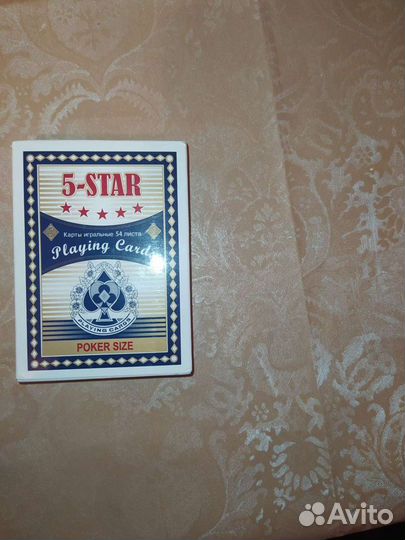 5-STAR
Карты игральные 54 листа
Playing Cards
PLAYING CARDS
POKER SIZE
Avito